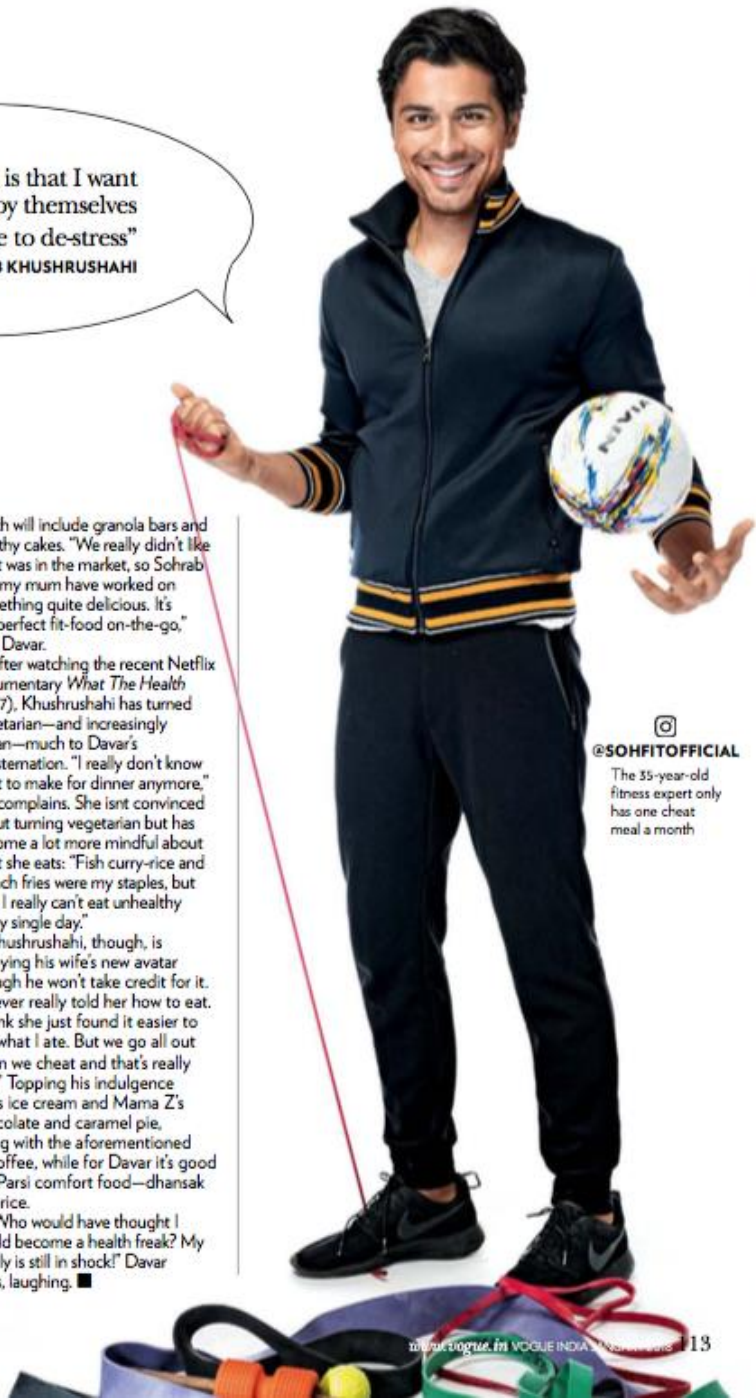 is that I want
by themselves
e to de-stress”
KHUSHRUSHAHI
NIVIA
h will include granola bars and
thy cakes. “We really didn’t like
t was in the market, so Sohrab
my mum have worked on
ething quite delicious. It’s
perfect fit-food on-the-go,”
Davar.
fter watching the recent Netflix
umentary What The Health
7), Khushrushahi has turned
etarian—and increasingly
an—much to Davar’s
sternation. “I really don’t know
t to make for dinner anymore,”
complains. She isnt convinced
ut turning vegetarian but has
ome a lot more mindful about
t she eats: “Fish curry-rice and
ch fries were my staples, but
I really can’t eat unhealthy
y single day.”
hushrushahi, though, is
ying his wife’s new avatar
ugh he won’t take credit for it.
ever really told her how to eat.
nk she just found it easier to
what I ate. But we go all out
n we cheat and that’s really
Topping his indulgence
s ice cream and Mama Z’s
colate and caramel pie,
g with the aforementioned
offee, while for Davar it’s good
Parsi comfort food—dhansak
rice.
Who would have thought I
ld become a health freak? My
ly is still in shock!” Davar
s, laughing. ■
@SOHFITOFFICIAL
The 35-year-old
fitness expert only
has one cheat
meal a month
www.vogue.in VOGUE INDIA JANUARY 2018 113